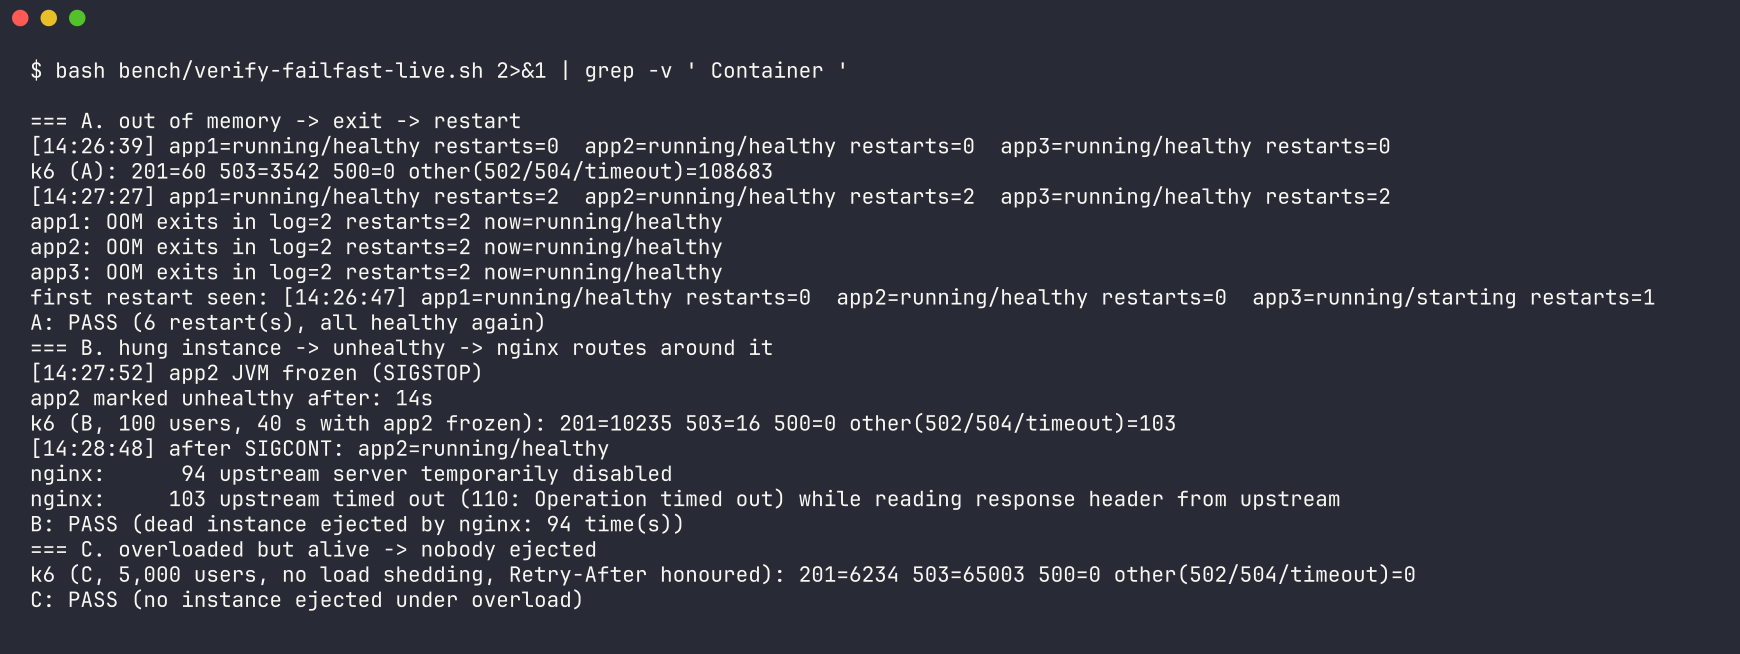 $ bash bench/verify-failfast-live.sh 2>&1 | grep -v ' Container '
=== A. out of memory -> exit -> restart
[14:26:39] app1=running/healthy restarts=0  app2=running/healthy restarts=0  app3=running/healthy restarts=0
k6 (A): 201=60 503=3542 500=0 other(502/504/timeout)=108683
[14:27:27] app1=running/healthy restarts=2  app2=running/healthy restarts=2  app3=running/healthy restarts=2
app1: OOM exits in log=2 restarts=2 now=running/healthy
app2: OOM exits in log=2 restarts=2 now=running/healthy
app3: OOM exits in log=2 restarts=2 now=running/healthy
first restart seen: [14:26:47] app1=running/healthy restarts=0  app2=running/healthy restarts=0  app3=running/starting restarts=1
A: PASS (6 restart(s), all healthy again)
=== B. hung instance -> unhealthy -> nginx routes around it
[14:27:52] app2 JVM frozen (SIGSTOP)
app2 marked unhealthy after: 14s
k6 (B, 100 users, 40 s with app2 frozen): 201=10235 503=16 500=0 other(502/504/timeout)=103
[14:28:48] after SIGCONT: app2=running/healthy
nginx:      94 upstream server temporarily disabled
nginx:     103 upstream timed out (110: Operation timed out) while reading response header from upstream
B: PASS (dead instance ejected by nginx: 94 time(s))
=== C. overloaded but alive -> nobody ejected
k6 (C, 5,000 users, no load shedding, Retry-After honoured): 201=6234 503=65003 500=0 other(502/504/timeout)=0
C: PASS (no instance ejected under overload)